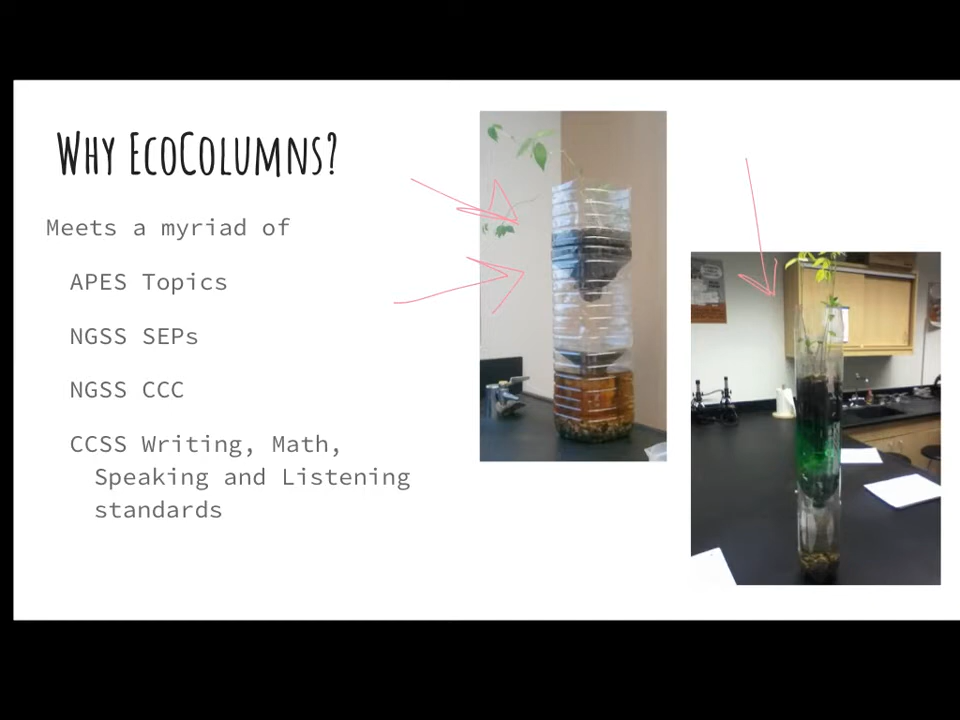 Why EcoColumns?
Meets a myriad of
APES Topics
NGSS SEPs
NGSS CCC
CCSS Writing, Math,
Speaking and Listening
standards